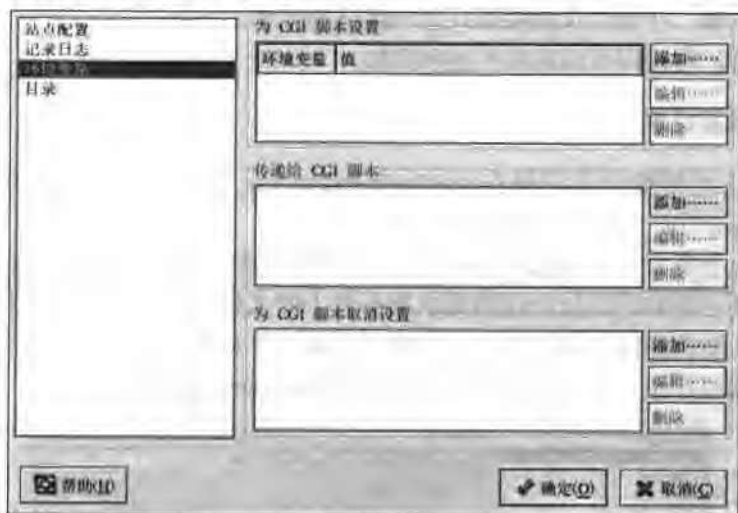 站点配置
记录日志
环境变量
目录
为 CGI 脚本设置
环境变量 值
添加……
编辑……
删除
传递给 CGI 脚本
添加……
编辑……
删除
为 CGI 脚本取消设置
添加……
编辑……
删除
帮助(H)
确定(O)
取消(C)